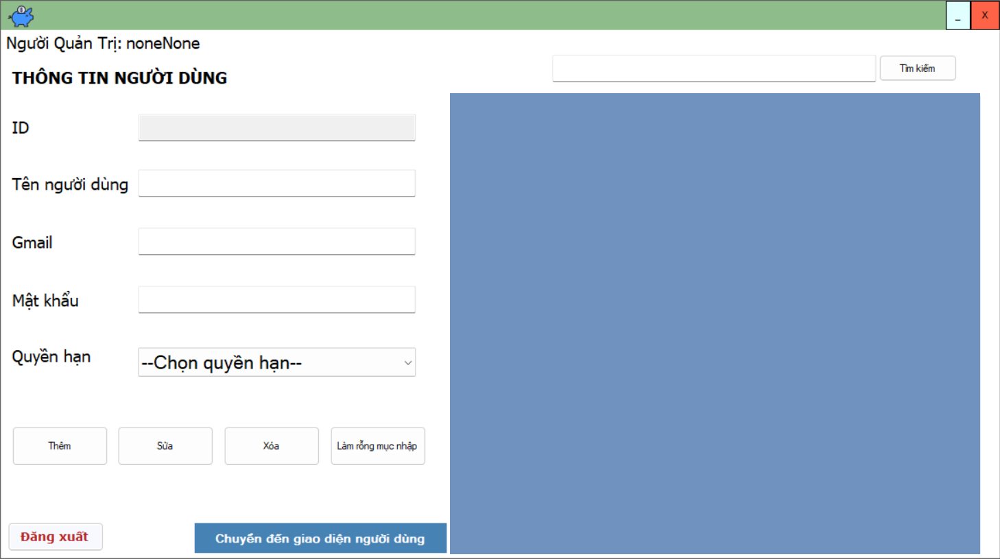 _ X
Người Quản Trị: noneNone
THÔNG TIN NGƯỜI DÙNG
Tìm kiếm
ID
Tên người dùng
Gmail
Mật khẩu
Quyền hạn
--Chọn quyền hạn--
Thêm Sửa Xóa Làm rỗng mục nhập
Đăng xuất
Chuyển đến giao diện người dùng